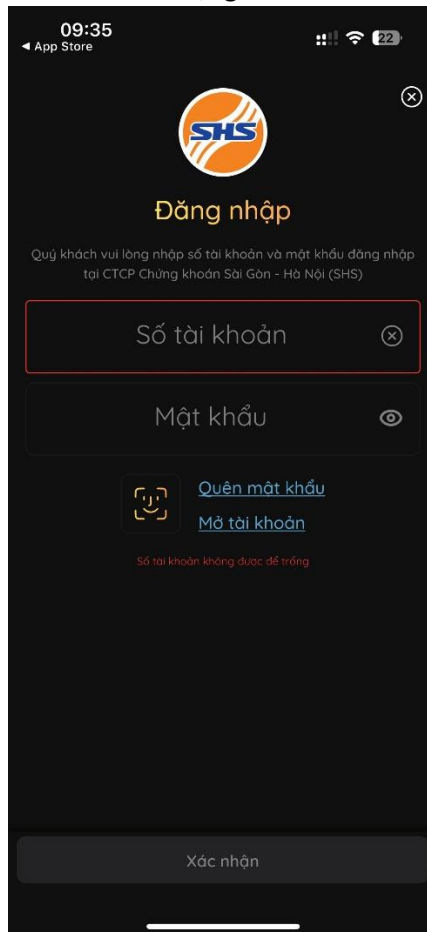 09:35
22
◀ App Store
SHS
Đăng nhập
Quý khách vui lòng nhập số tài khoản và mật khẩu đăng nhập
tại CTCP Chứng khoán Sài Gòn - Hà Nội (SHS)
Số tài khoản
Mật khẩu
Quên mật khẩu
Mở tài khoản
Số tài khoản không được để trống
Xác nhận